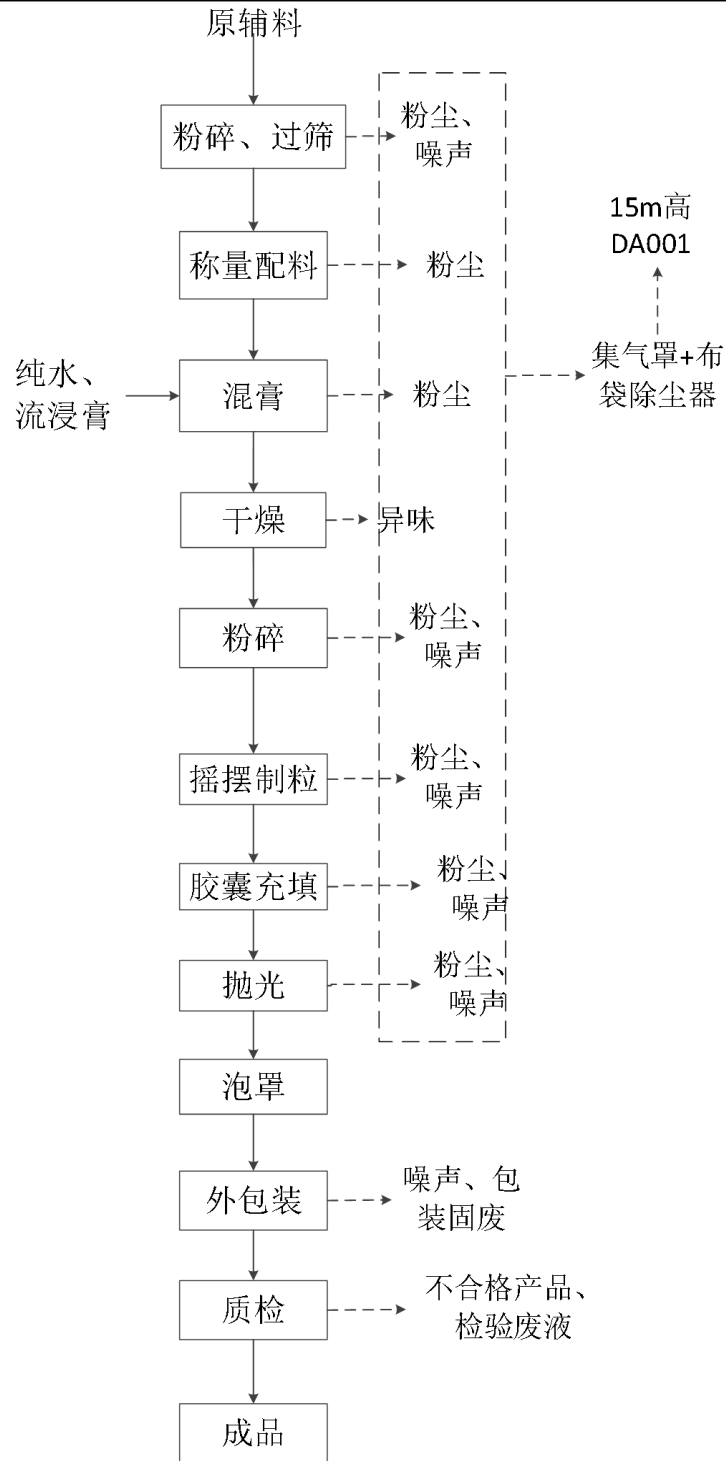 原辅料
粉碎、过筛
粉尘、
噪声
15m高
DA001
称量配料
粉尘
纯水、
流浸膏
混膏
粉尘
集气罩+布
袋除尘器
干燥
异味
粉碎
粉尘、
噪声
摇摆制粒
粉尘、
噪声
胶囊充填
粉尘、
噪声
抛光
粉尘、
噪声
泡罩
外包装
噪声、包
装固废
质检
不合格产品、
检验废液
成品